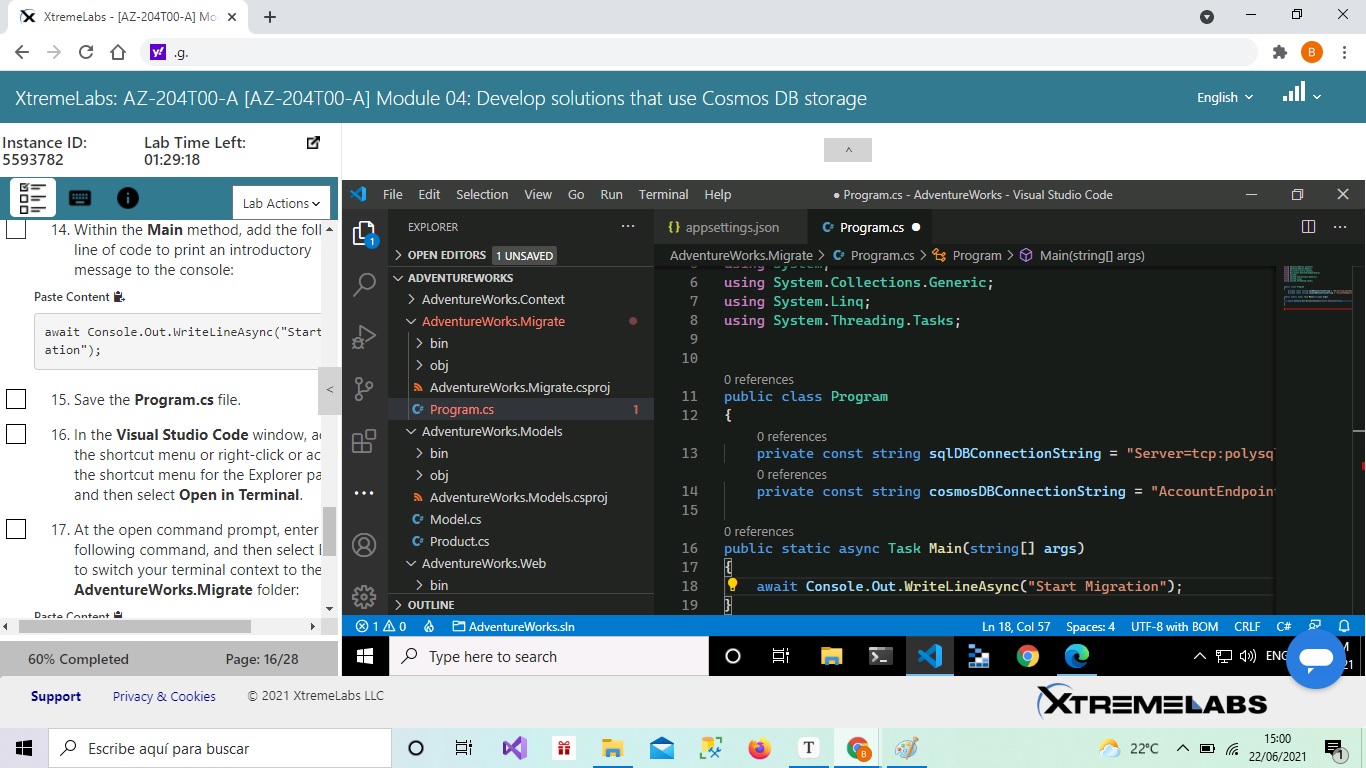 XtremeLabs - [AZ-204T00-A] Mo
.g.
B
XtremeLabs: AZ-204T00-A [AZ-204T00-A] Module 04: Develop solutions that use Cosmos DB storage
English
Instance ID:
5593782
Lab Time Left:
01:29:18
Lab Actions
14. Within the Main method, add the foll
line of code to print an introductory
message to the console:
Paste Content
await Console.Out.WriteLineAsync("Start
ation");
15. Save the Program.cs file.
16. In the Visual Studio Code window, ac
the shortcut menu or right-click or ac
the shortcut menu for the Explorer pa
and then select Open in Terminal.
17. At the open command prompt, enter
following command, and then select
to switch your terminal context to the
AdventureWorks.Migrate folder:
Paste Content
60% Completed
Page: 16/28
File Edit Selection View Go Run Terminal Help
● Program.cs - AdventureWorks - Visual Studio Code
EXPLORER
OPEN EDITORS 1 UNSAVED
ADVENTUREWORKS
AdventureWorks.Context
AdventureWorks.Migrate
bin
obj
AdventureWorks.Migrate.csproj
Program.cs 1
AdventureWorks.Models
bin
obj
AdventureWorks.Models.csproj
Model.cs
Product.cs
AdventureWorks.Web
bin
OUTLINE
{} appsettings.json
Program.cs
AdventureWorks.Migrate > Program.cs > Program > Main(string[] args)
5 using System;
6 using System.Collections.Generic;
7 using System.Linq;
8 using System.Threading.Tasks;
9
10
0 references
11 public class Program
12 {
0 references
13 private const string sqlDBConnectionString = "Server=tcp:polysq
0 references
14 private const string cosmosDBConnectionString = "AccountEndpoin
15
0 references
16 public static async Task Main(string[] args)
17 {
18 await Console.Out.WriteLineAsync("Start Migration");
19 }
1 0 AdventureWorks.sln
Ln 18, Col 57 Spaces: 4 UTF-8 with BOM CRLF C#
Type here to search
ENG
Support Privacy & Cookies © 2021 XtremeLabs LLC
XTREMELABS
Escribe aquí para buscar
22°C
15:00
22/06/2021